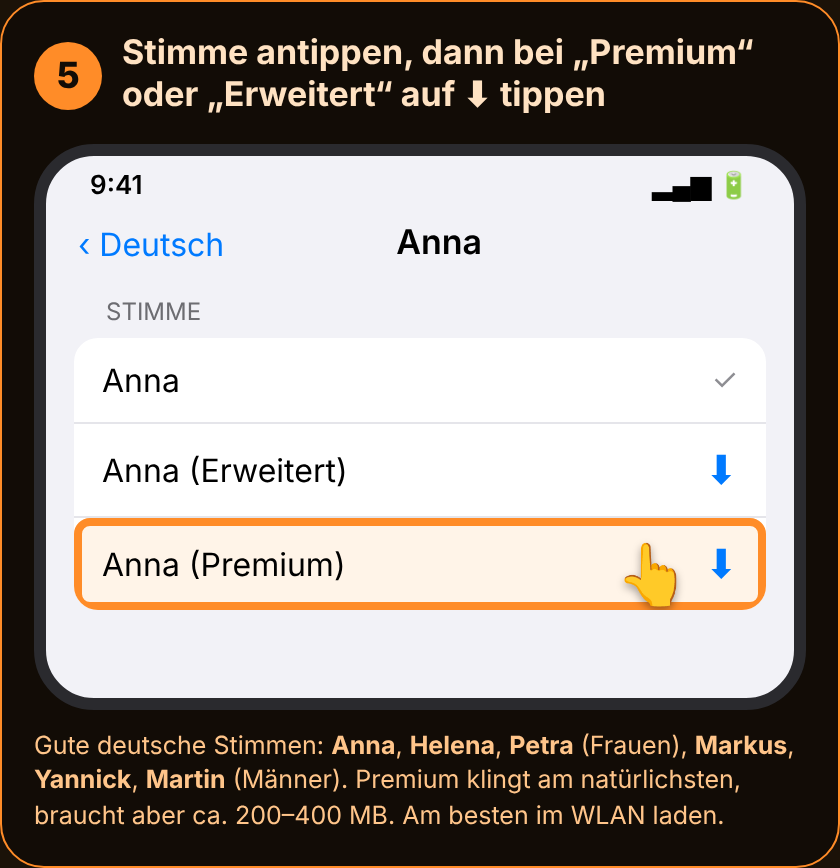 5
Stimme antippen, dann bei „Premium“
oder „Erweitert“ auf ⬇ tippen
9:41
‹ Deutsch
Anna
STIMME
Anna
Anna (Erweitert)
Anna (Premium)
Gute deutsche Stimmen: Anna, Helena, Petra (Frauen), Markus,
Yannick, Martin (Männer). Premium klingt am natürlichsten,
braucht aber ca. 200–400 MB. Am besten im WLAN laden.